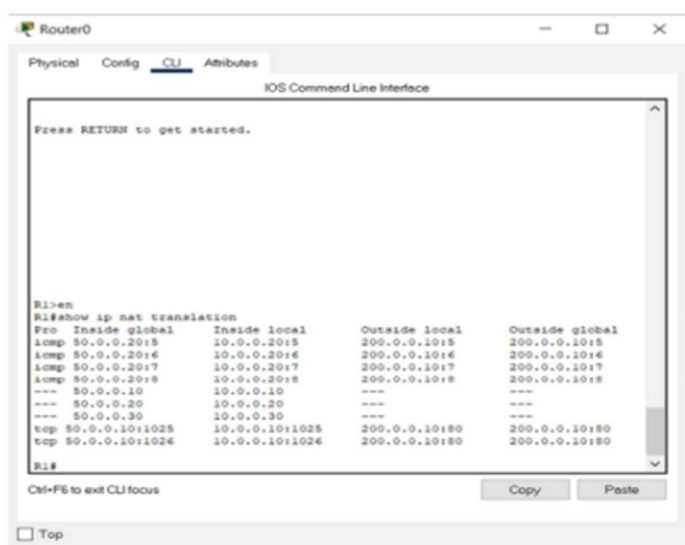 Router0
Physical Config CLI Attributes
IOS Command Line Interface
Press RETURN to get started.
R1>en
R1#show ip nat translation
Pro Inside global Inside local Outside local Outside global
icmp 50.0.0.20:5 10.0.0.20:5 200.0.0.10:5 200.0.0.10:5
icmp 50.0.0.20:6 10.0.0.20:6 200.0.0.10:6 200.0.0.10:6
icmp 50.0.0.20:7 10.0.0.20:7 200.0.0.10:7 200.0.0.10:7
icmp 50.0.0.20:8 10.0.0.20:8 200.0.0.10:8 200.0.0.10:8
--- 50.0.0.10 10.0.0.10 --- ---
--- 50.0.0.20 10.0.0.20 --- ---
--- 50.0.0.30 10.0.0.30 --- ---
tcp 50.0.0.10:1025 10.0.0.10:1025 200.0.0.10:80 200.0.0.10:80
tcp 50.0.0.10:1026 10.0.0.10:1026 200.0.0.10:80 200.0.0.10:80
R1#
Ctrl+F6 to exit CLI focus Copy Paste
Top